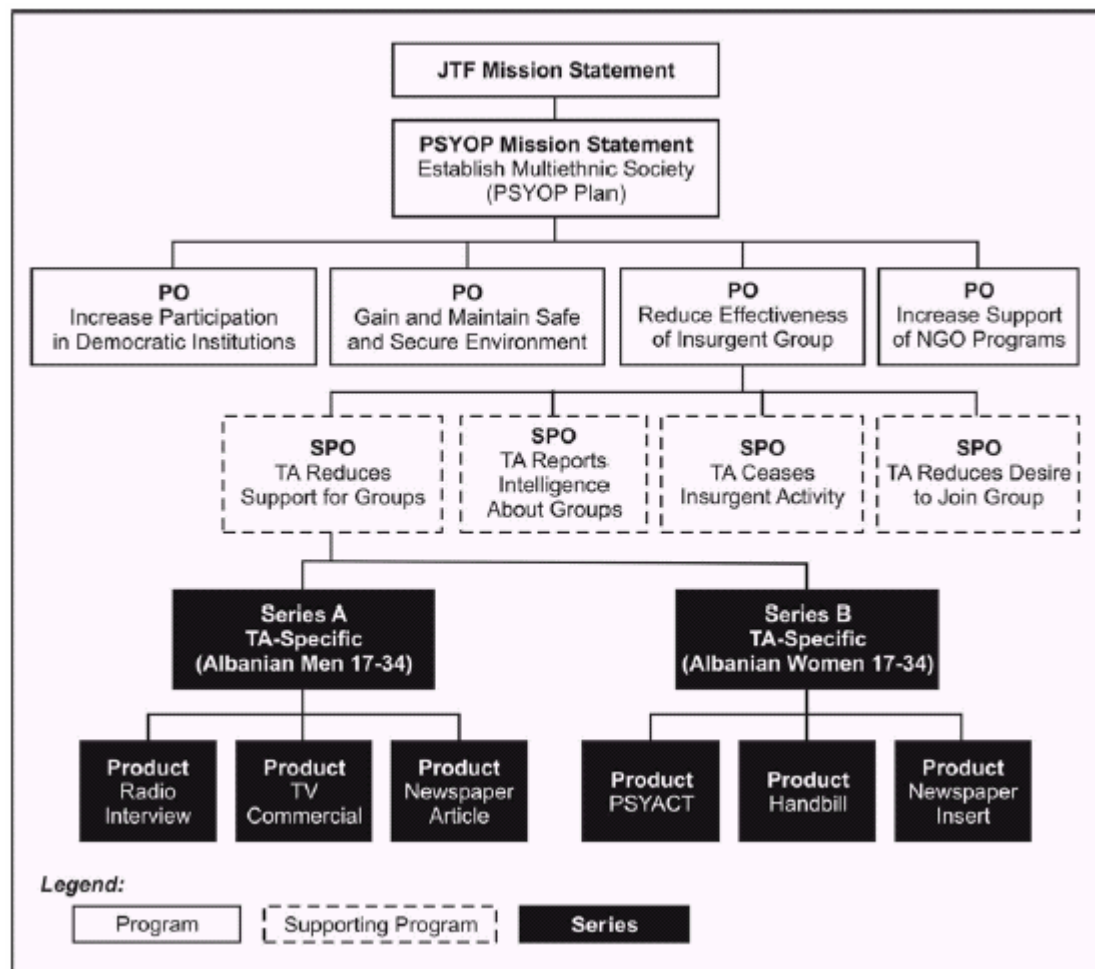 JTF Mission Statement
PSYOP Mission Statement
Establish Multiethnic Society
(PSYOP Plan)
PO
Increase Participation
in Democratic Institutions
PO
Gain and Maintain Safe
and Secure Environment
PO
Reduce Effectiveness
of Insurgent Group
PO
Increase Support
of NGO Programs
SPO
TA Reduces
Support for Groups
SPO
TA Reports
Intelligence
About Groups
SPO
TA Ceases
Insurgent Activity
SPO
TA Reduces Desire
to Join Group
Series A
TA-Specific
(Albanian Men 17-34)
Series B
TA-Specific
(Albanian Women 17-34)
Product
Radio
Interview
Product
TV
Commercial
Product
Newspaper
Article
Product
PSYACT
Product
Handbill
Product
Newspaper
Insert
Legend:
Program
Supporting Program
Series